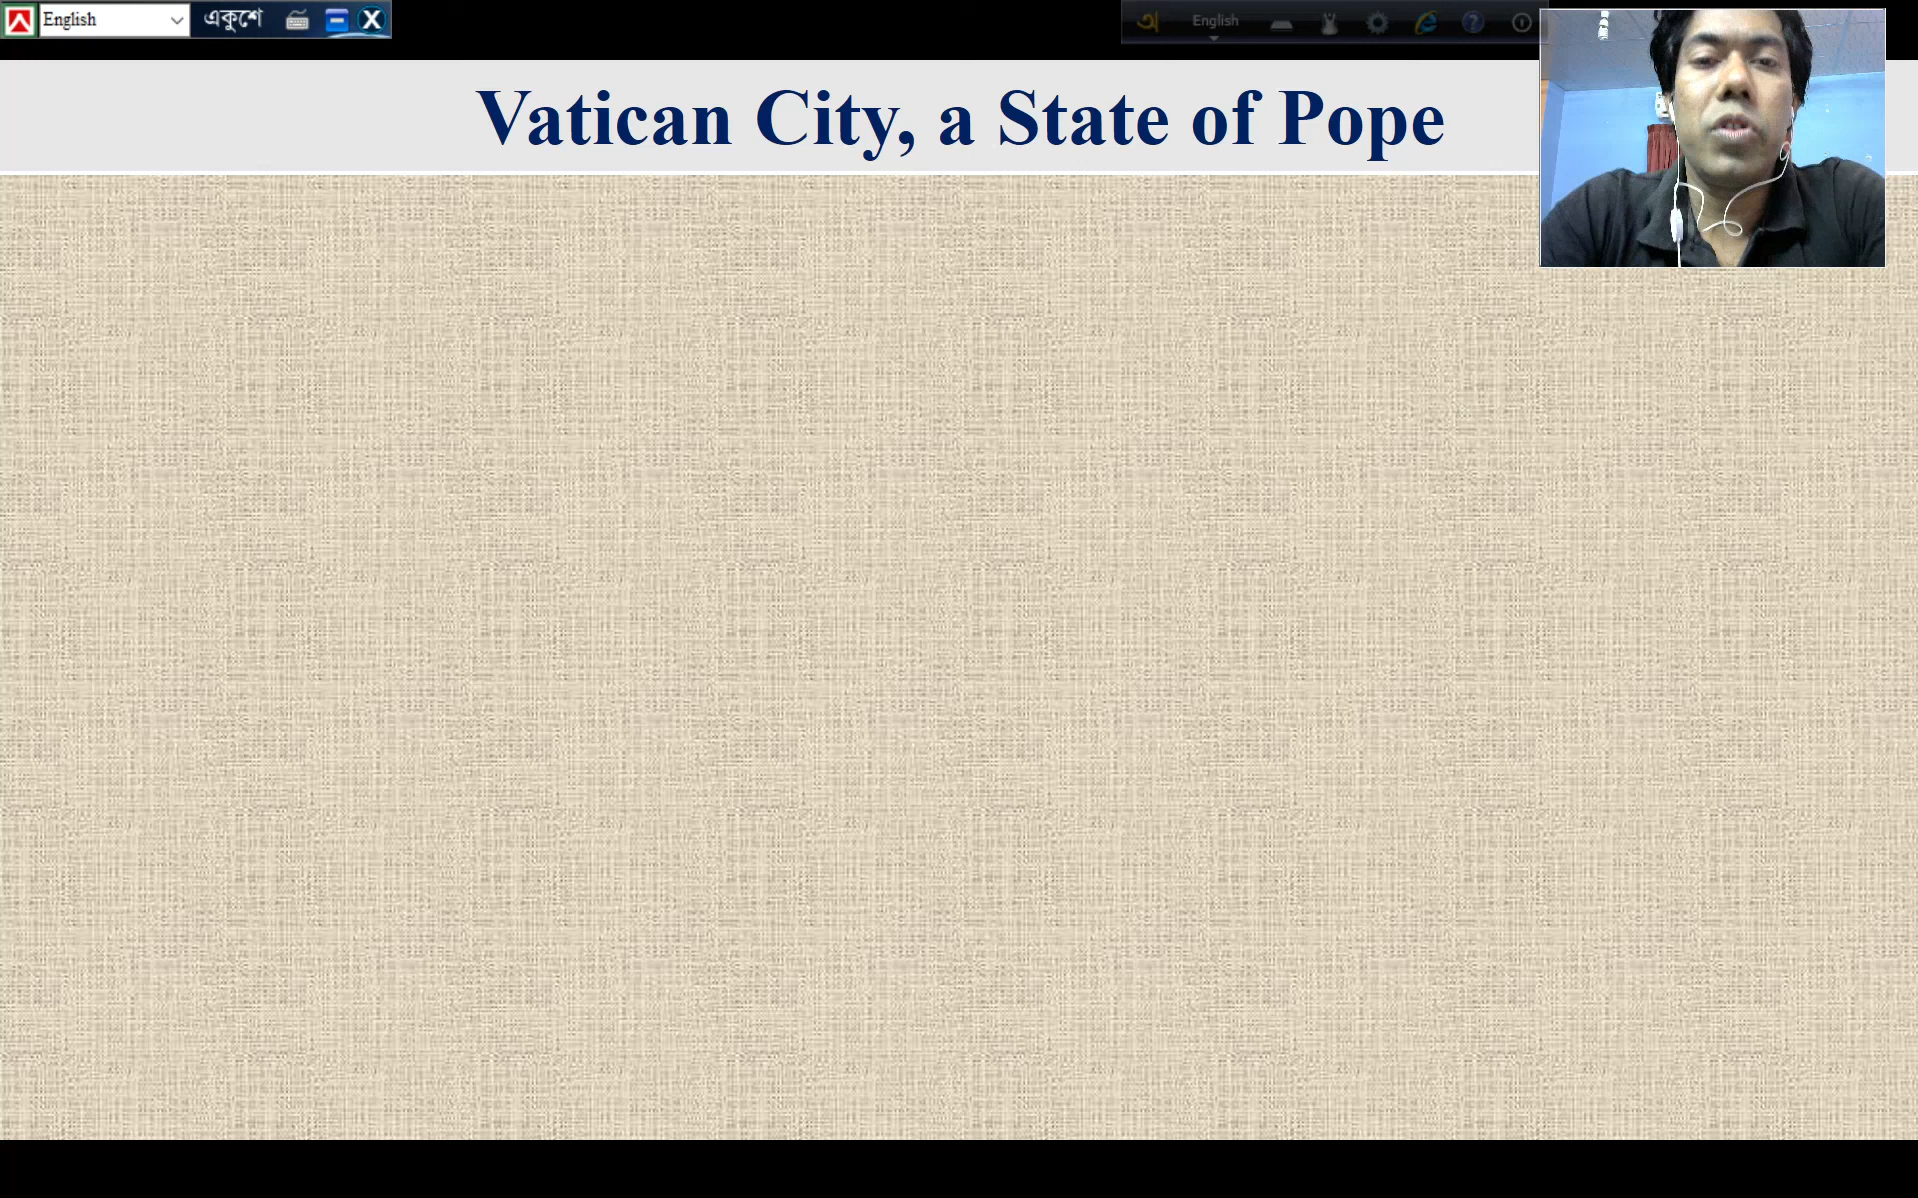 English
একুশে
English
Vatican City, a State of Pope